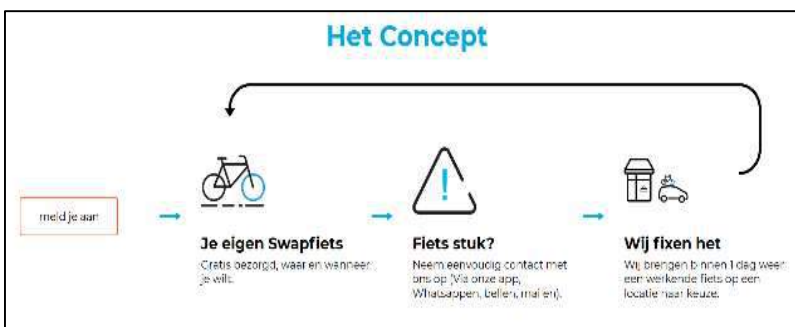 Het Concept
meld je aan
Je eigen Swapfiets
Gratis bezorgd, waar en wanneer
je wilt.
Fiets stuk?
Neem eenvoudig contact met
ons op (Via onze app,
Whatsappen, bellen, mailen).
Wij fixen het
Wij brengen binnen 1 dag weer
een werkende fiets op een
locatie naar keuze.